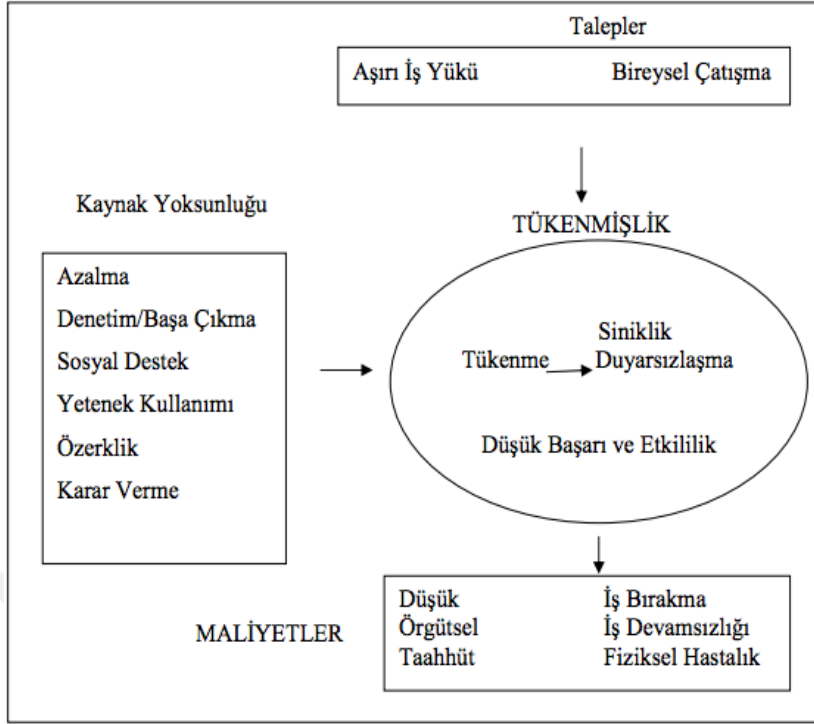 Talepler
Aşırı İş Yükü Bireysel Çatışma
Kaynak Yoksunluğu
Azalma
Denetim/Başa Çıkma
Sosyal Destek
Yetenek Kullanımı
Özerklik
Karar Verme
TÜKENMİŞLİK
Siniklik
Tükenme Duyarsızlaşma
Düşük Başarı ve Etkililik
MALİYETLER
Düşük İş Bırakma
Örgütsel İş Devamsızlığı
Taahhüt Fiziksel Hastalık